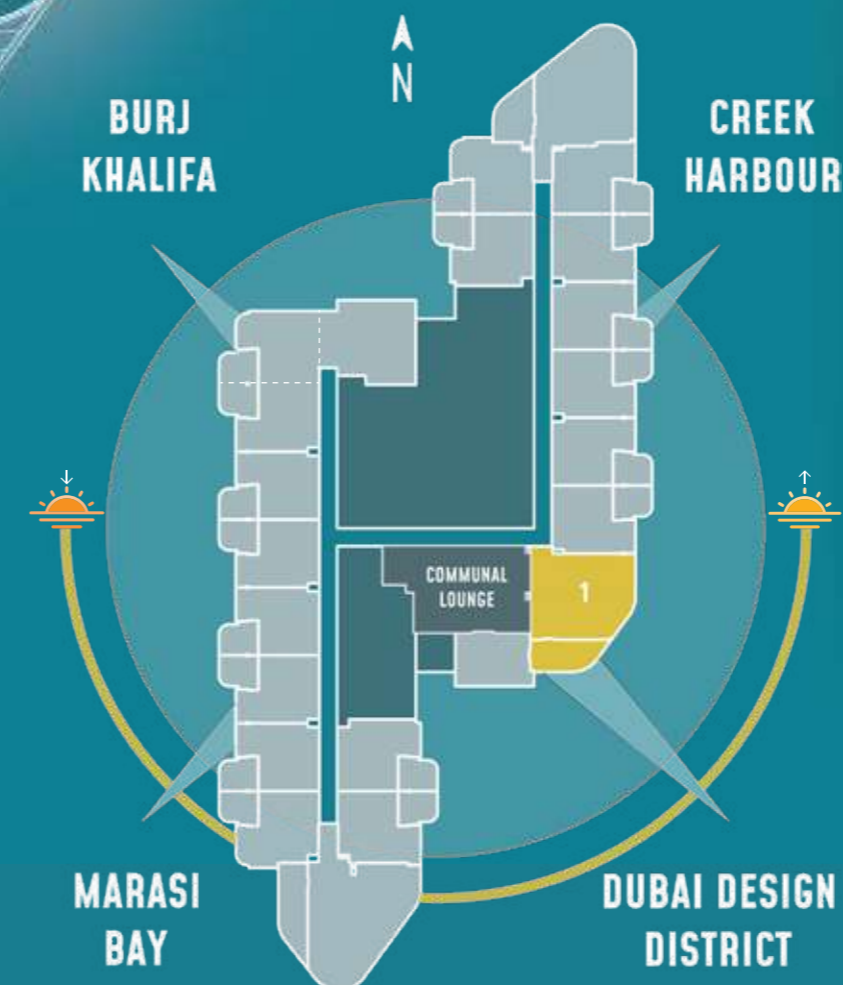 N
BURJ
KHALIFA
CREEK
HARBOUR
COMMUNAL
LOUNGE
1
MARASI
BAY
DUBAI DESIGN
DISTRICT